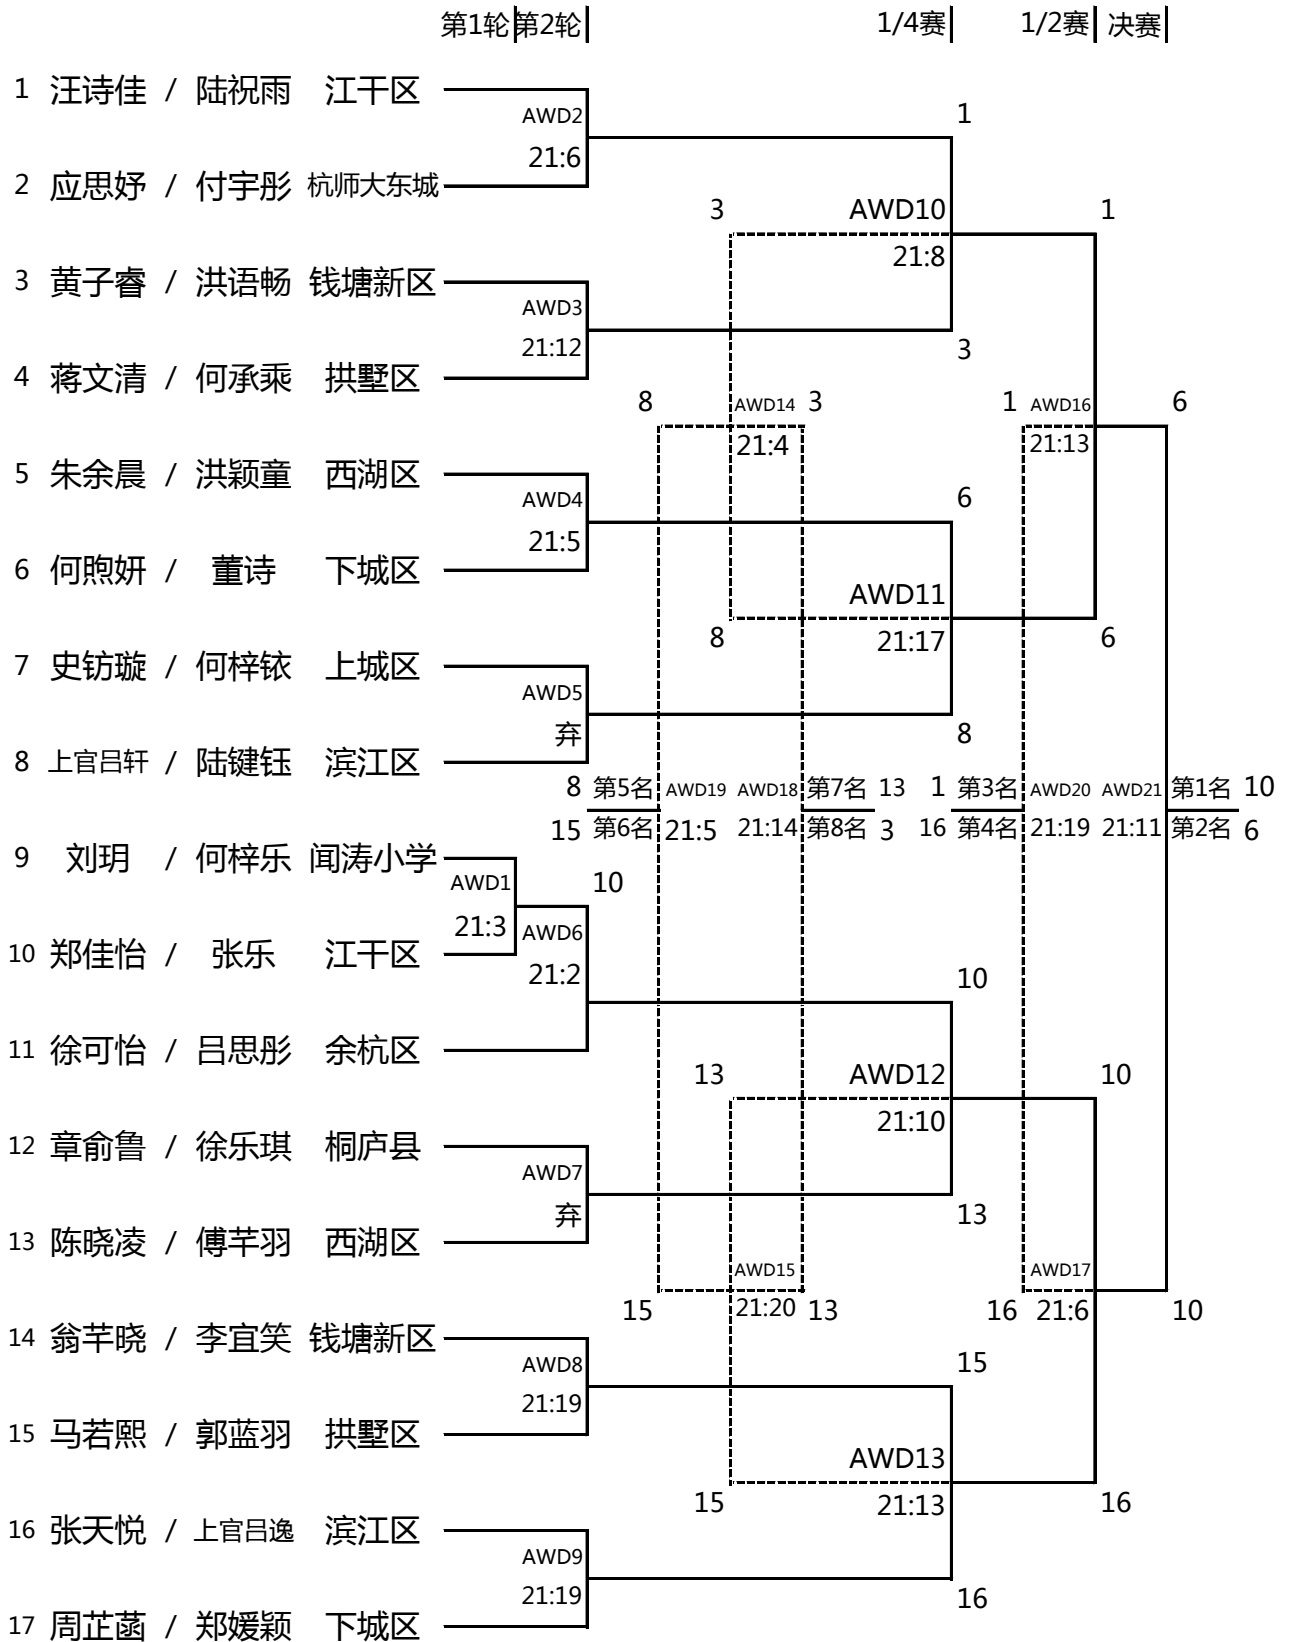 第1轮 第2轮 1/4赛 1/2赛 决赛
1 汪诗佳 / 陆祝雨 江干区
AWD2 1
21:6
2 应思妤 / 付宇彤 杭师大东城
3 AWD10 1
21:8
3 黄子睿 / 洪语畅 钱塘新区
AWD3
21:12 3
4 蒋文清 / 何承乘 拱墅区
8 AWD14 3 1 AWD16 6
21:4 21:13
5 朱余晨 / 洪颖童 西湖区
AWD4 6
21:5
6 何煦妍 / 董诗 下城区
AWD11
8 21:17 6
7 史钫璇 / 何梓铱 上城区
AWD5
弃 8
8 上官吕轩 / 陆键钰 滨江区
8 第5名 AWD19 AWD18 第7名 13 1 第3名 AWD20 AWD21 第1名 10
15 第6名 21:5 21:14 第8名 3 16 第4名 21:19 21:11 第2名 6
9 刘玥 / 何梓乐 闻涛小学
AWD1 10
21:3 AWD6
10 郑佳怡 / 张乐 江干区
21:2 10
11 徐可怡 / 吕思彤 余杭区
13 AWD12 10
21:10
12 章俞鲁 / 徐乐琪 桐庐县
AWD7
弃 13
13 陈晓凌 / 傅芊羽 西湖区
AWD15 AWD17
15 21:20 13 16 21:6 10
14 翁芊晓 / 李宜笑 钱塘新区
AWD8 15
21:19
15 马若熙 / 郭蓝羽 拱墅区
AWD13
15 21:13 16
16 张天悦 / 上官吕逸 滨江区
AWD9
21:19 16
17 周芷菡 / 郑媛颖 下城区